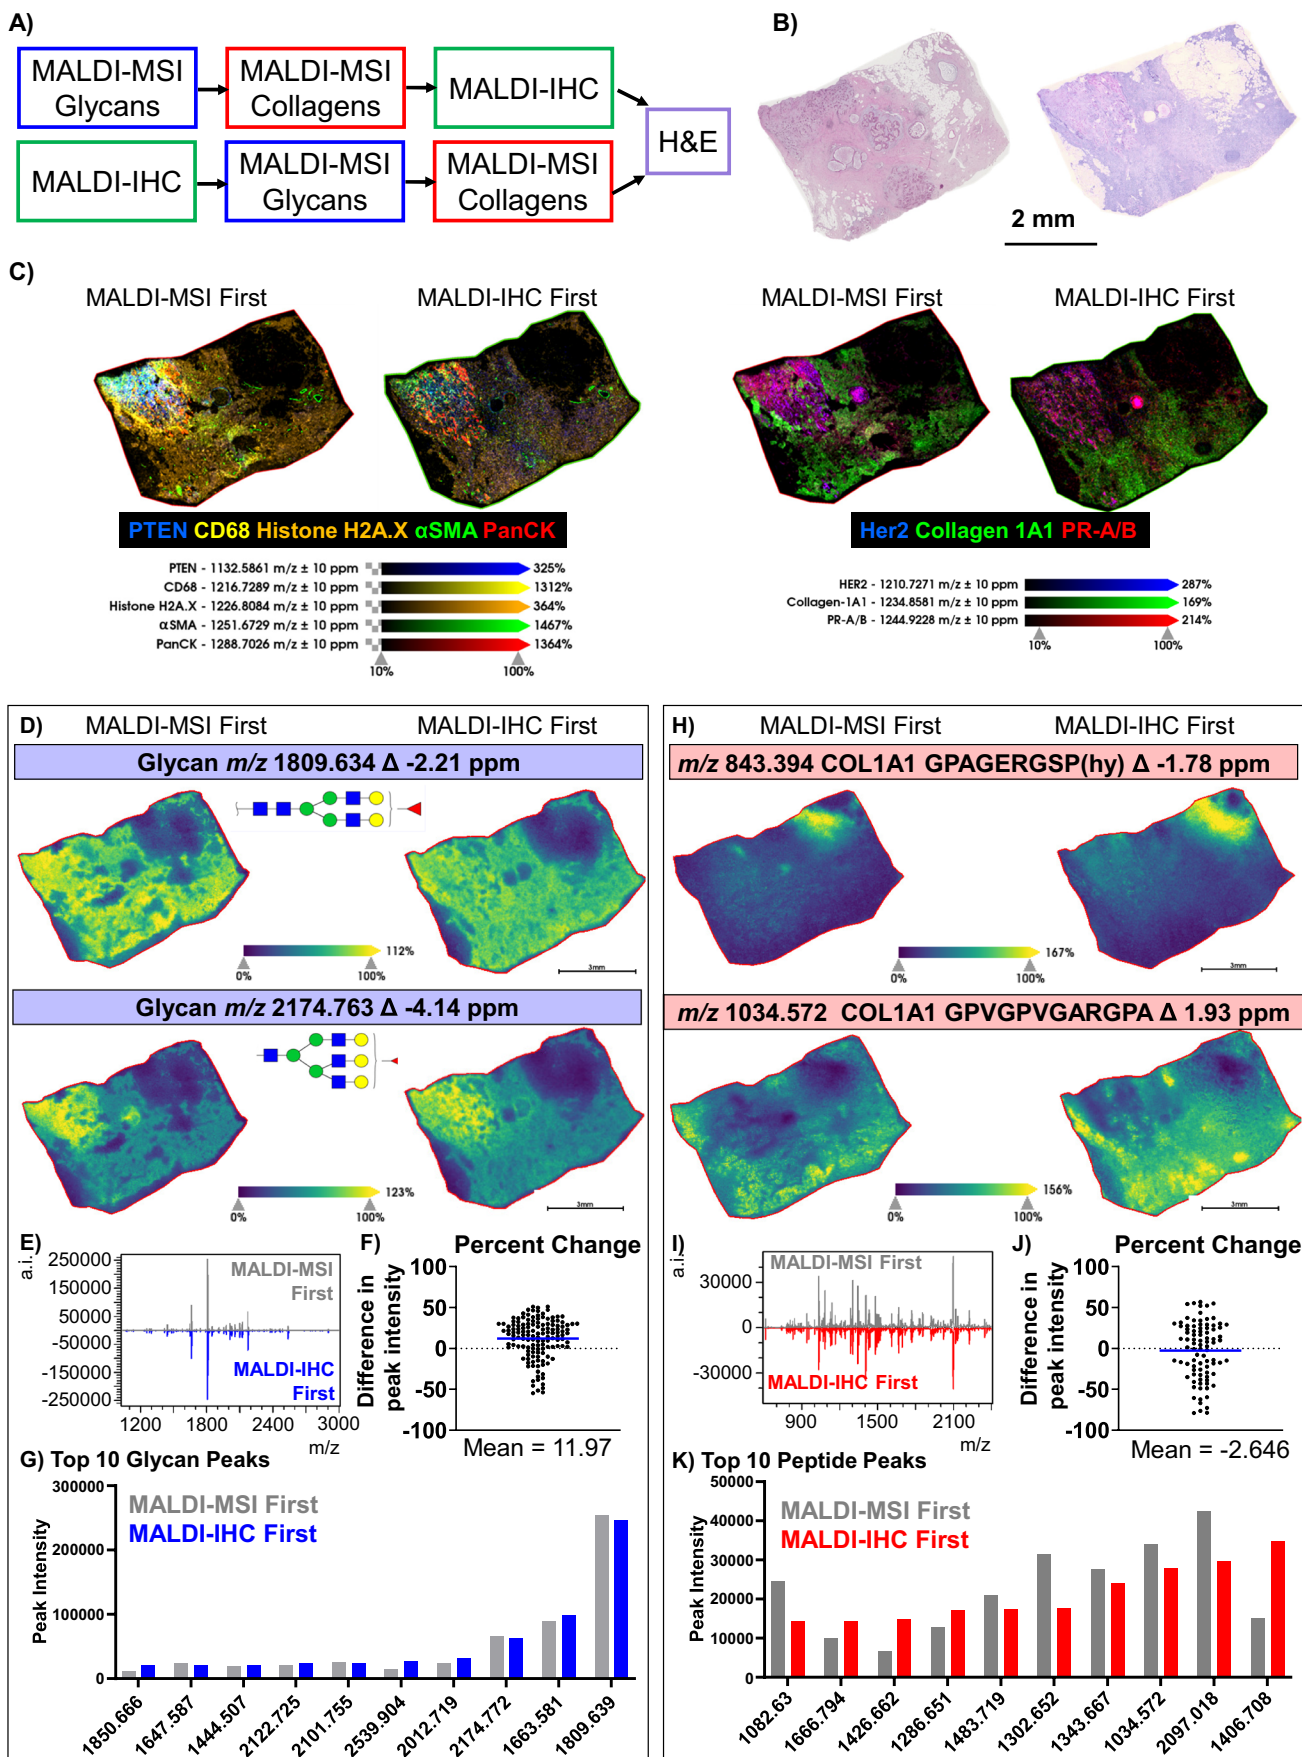 A)
MALDI-MSI
Glycans
MALDI-MSI
Collagens
MALDI-IHC
MALDI-IHC
MALDI-MSI
Glycans
MALDI-MSI
Collagens
H&E
B)
2 mm
C)
MALDI-MSI First
MALDI-IHC First
MALDI-MSI First
MALDI-IHC First
PTEN CD68 Histone H2A.X αSMA PanCK
Her2 Collagen 1A1 PR-A/B
PTEN - 1132.5861 m/z ± 10 ppm 325%
CD68 - 1216.7289 m/z ± 10 ppm 1312%
Histone H2A.X - 1226.8084 m/z ± 10 ppm 364%
αSMA - 1251.6729 m/z ± 10 ppm 1467%
PanCK - 1288.7026 m/z ± 10 ppm 1364%
10% 100%
HER2 - 1210.7271 m/z ± 10 ppm 287%
Collagen-1A1 - 1234.8581 m/z ± 10 ppm 169%
PR-A/B - 1244.9228 m/z ± 10 ppm 214%
10% 100%
D)
MALDI-MSI First
MALDI-IHC First
Glycan m/z 1809.634 Δ -2.21 ppm
112%
0% 100%
3mm
Glycan m/z 2174.763 Δ -4.14 ppm
123%
0% 100%
3mm
E)
a.i.
250000
150000
50000
-50000
-150000
-250000
MALDI-MSI
First
MALDI-IHC
First
1200 1800 2400 3000
m/z
F)
Percent Change
Difference in
peak intensity
100
50
0
-50
-100
Mean = 11.97
G) Top 10 Glycan Peaks
MALDI-MSI First
MALDI-IHC First
Peak Intensity
300000
200000
100000
0
1850.666 1647.587 1444.507 2122.725 2101.755 2539.904 2012.719 2174.772 1663.581 1809.639
H)
MALDI-MSI First
MALDI-IHC First
m/z 843.394 COL1A1 GPAGERGSP(hy) Δ -1.78 ppm
167%
0% 100%
3mm
m/z 1034.572 COL1A1 GPVGPVGARGPA Δ 1.93 ppm
156%
0% 100%
3mm
I)
a.i.
30000
0
-30000
MALDI-MSI First
MALDI-IHC First
900 1500 2100
m/z
J)
Percent Change
Difference in
peak intensity
100
50
0
-50
-100
Mean = -2.646
K) Top 10 Peptide Peaks
MALDI-MSI First
MALDI-IHC First
Peak Intensity
50000
40000
30000
20000
10000
0
1082.63 1666.794 1426.662 1286.651 1483.719 1302.652 1343.667 1034.572 2097.018 1406.708